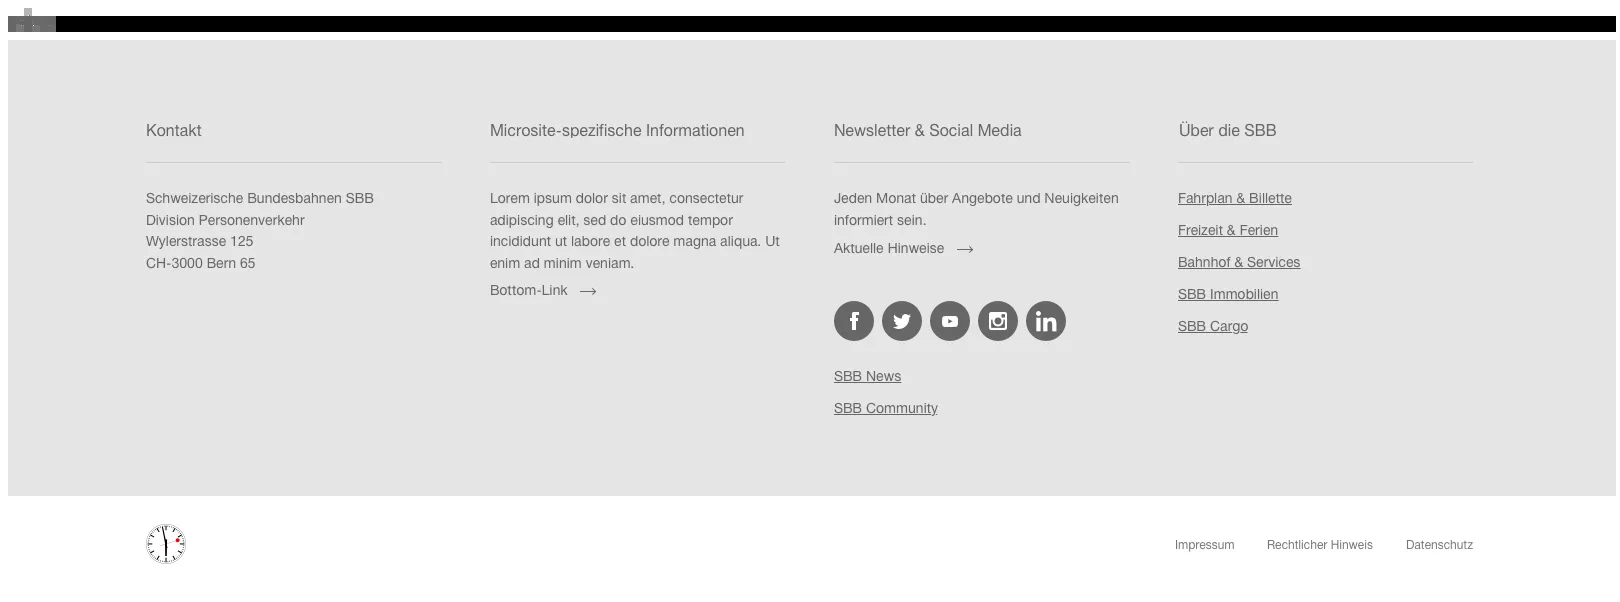 Kontakt
Schweizerische Bundesbahnen SBB
Division Personenverkehr
Wylerstrasse 125
CH-3000 Bern 65
Microsite-spezifische Informationen
Lorem ipsum dolor sit amet, consectetur
adipiscing elit, sed do eiusmod tempor
incididunt ut labore et dolore magna aliqua. Ut
enim ad minim veniam.
Bottom-Link
Newsletter & Social Media
Jeden Monat über Angebote und Neuigkeiten
informiert sein.
Aktuelle Hinweise
SBB News
SBB Community
Über die SBB
Fahrplan & Billette
Freizeit & Ferien
Bahnhof & Services
SBB Immobilien
SBB Cargo
Impressum
Rechtlicher Hinweis
Datenschutz